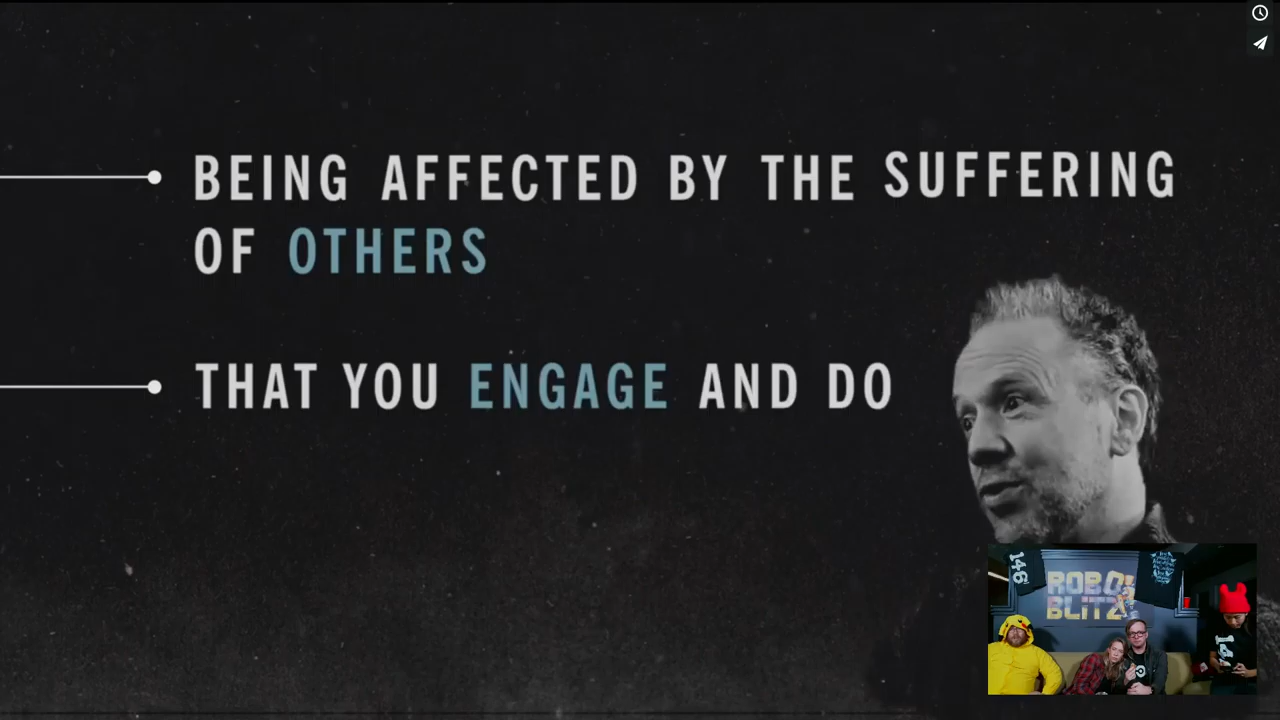 BEING AFFECTED BY THE SUFFERING
OF OTHERS
THAT YOU ENGAGE AND DO
146
ROBO
BLITZ